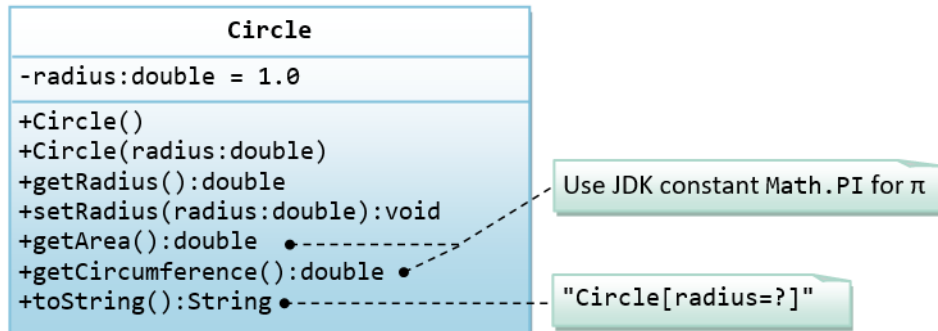 Circle
-radius:double = 1.0
+Circle()
+Circle(radius:double)
+getRadius():double
+setRadius(radius:double):void
+getArea():double
+getCircumference():double
+toString():String
Use JDK constant Math.PI for π
"Circle[radius=?]"